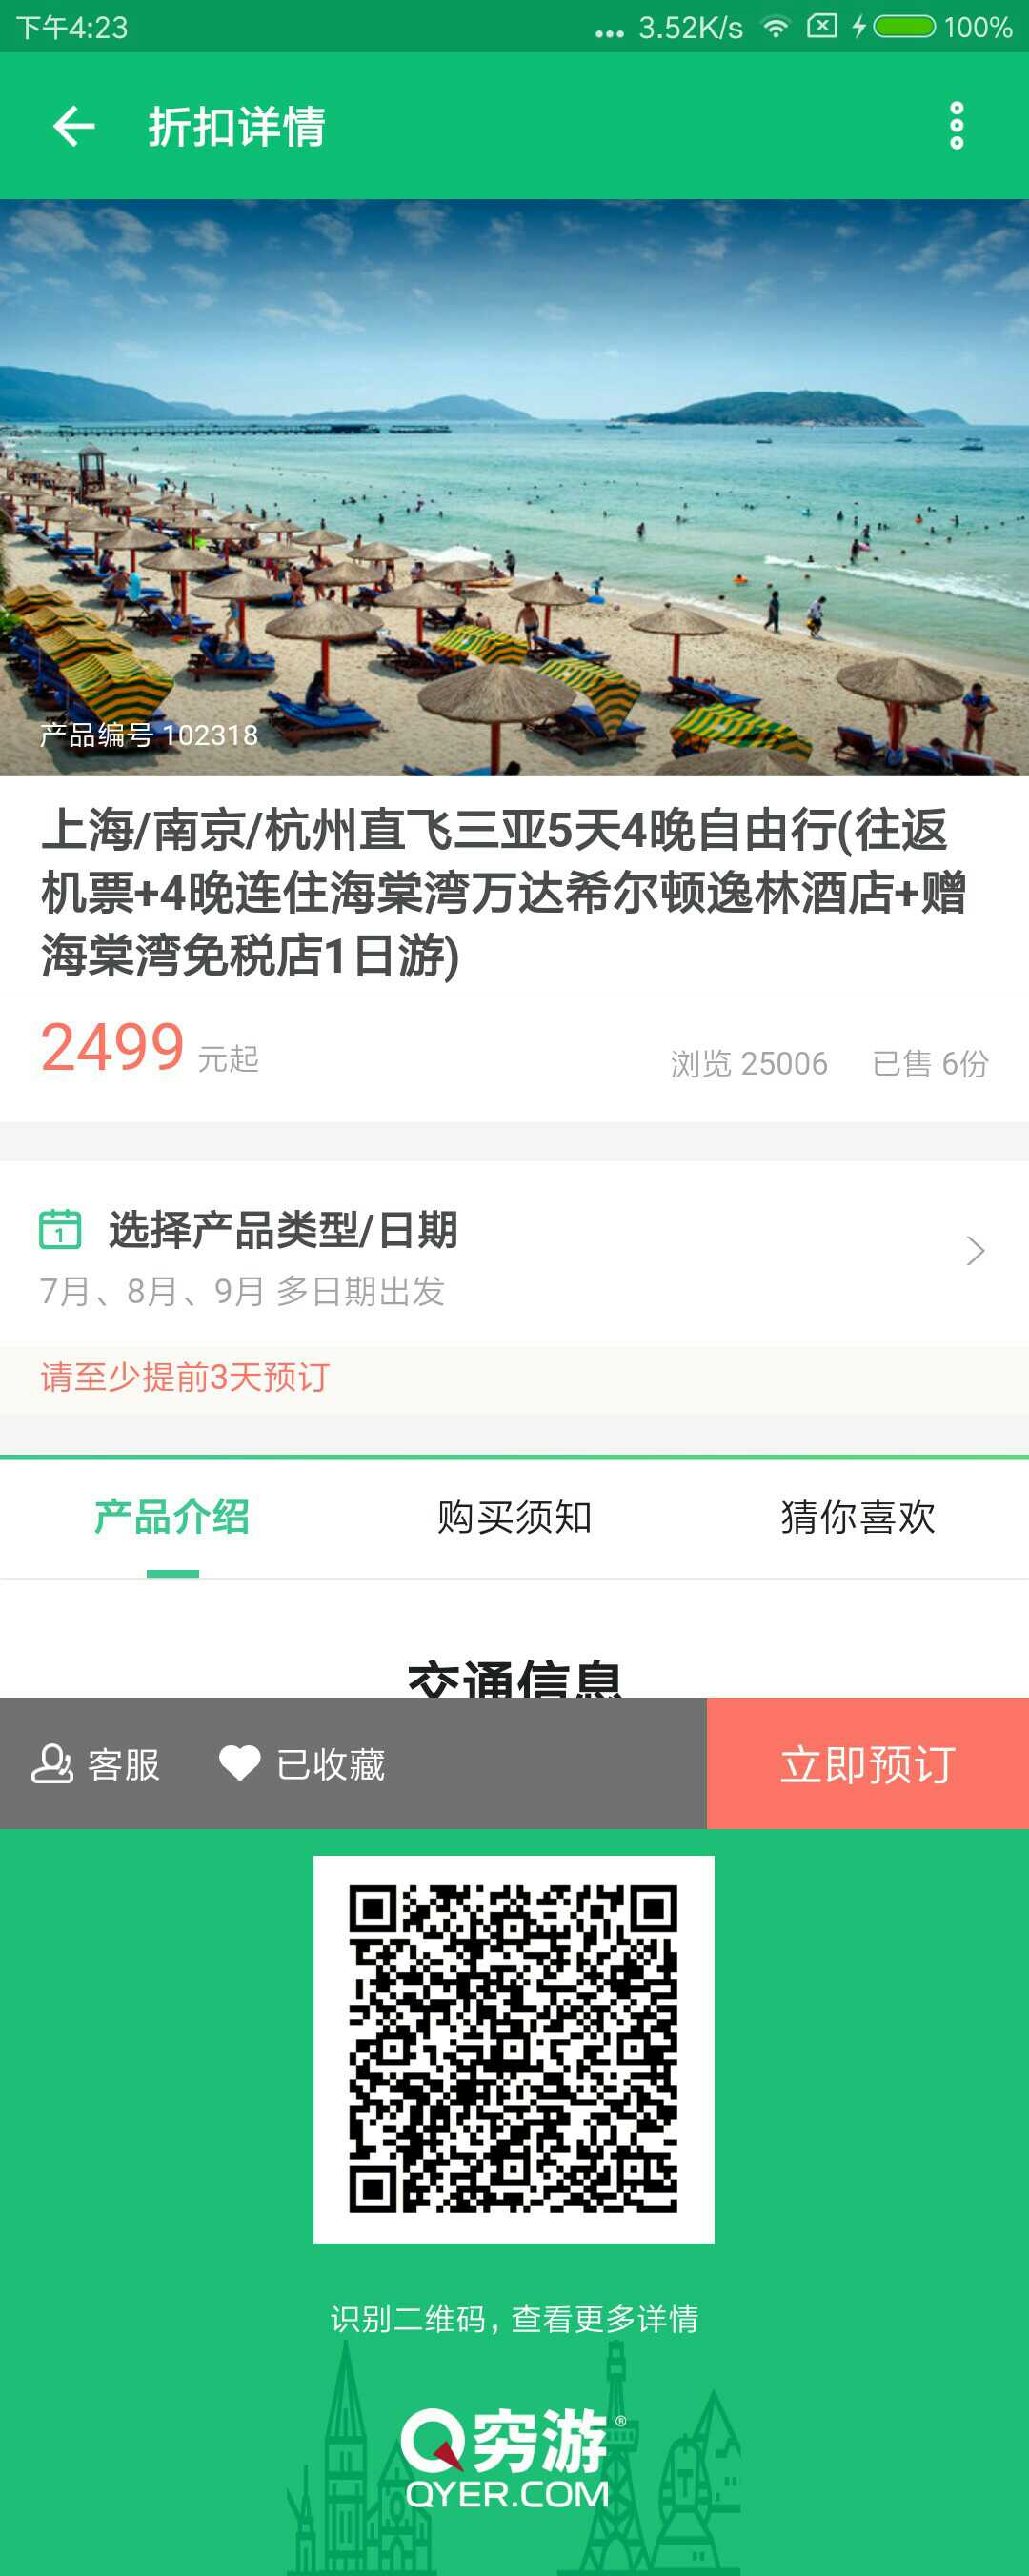 下午4:23
... 3.52K/s 100%
折扣详情
产品编号 102318
上海/南京/杭州直飞三亚5天4晚自由行(往返
机票+4晚连住海棠湾万达希尔顿逸林酒店+赠
海棠湾免税店1日游)
2499 元起 浏览 25006 已售 6份
1 选择产品类型/日期
7月、8月、9月 多日期出发
请至少提前3天预订
产品介绍 购买须知 猜你喜欢
交通信息
客服 已收藏 立即预订
识别二维码, 查看更多详情
穷游®
QYER.COM